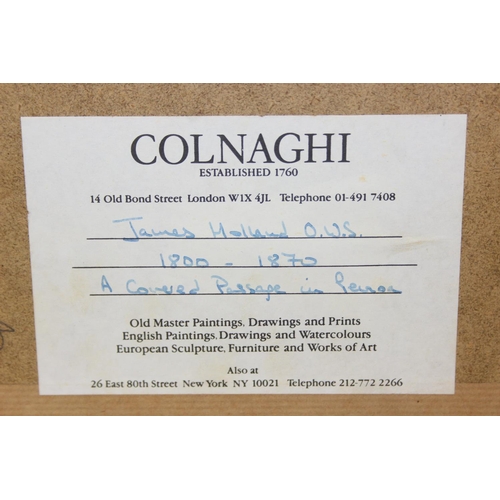 COLNAGHI
ESTABLISHED 1760
14 Old Bond Street London W1X 4JL Telephone 01-491 7408
James Holland O.W.S.
1800 - 1870
A Covered Passage in Genoa
Old Master Paintings, Drawings and Prints
English Paintings, Drawings and Watercolours
European Sculpture, Furniture and Works of Art
Also at
26 East 80th Street New York NY 10021 Telephone 212-772 2266